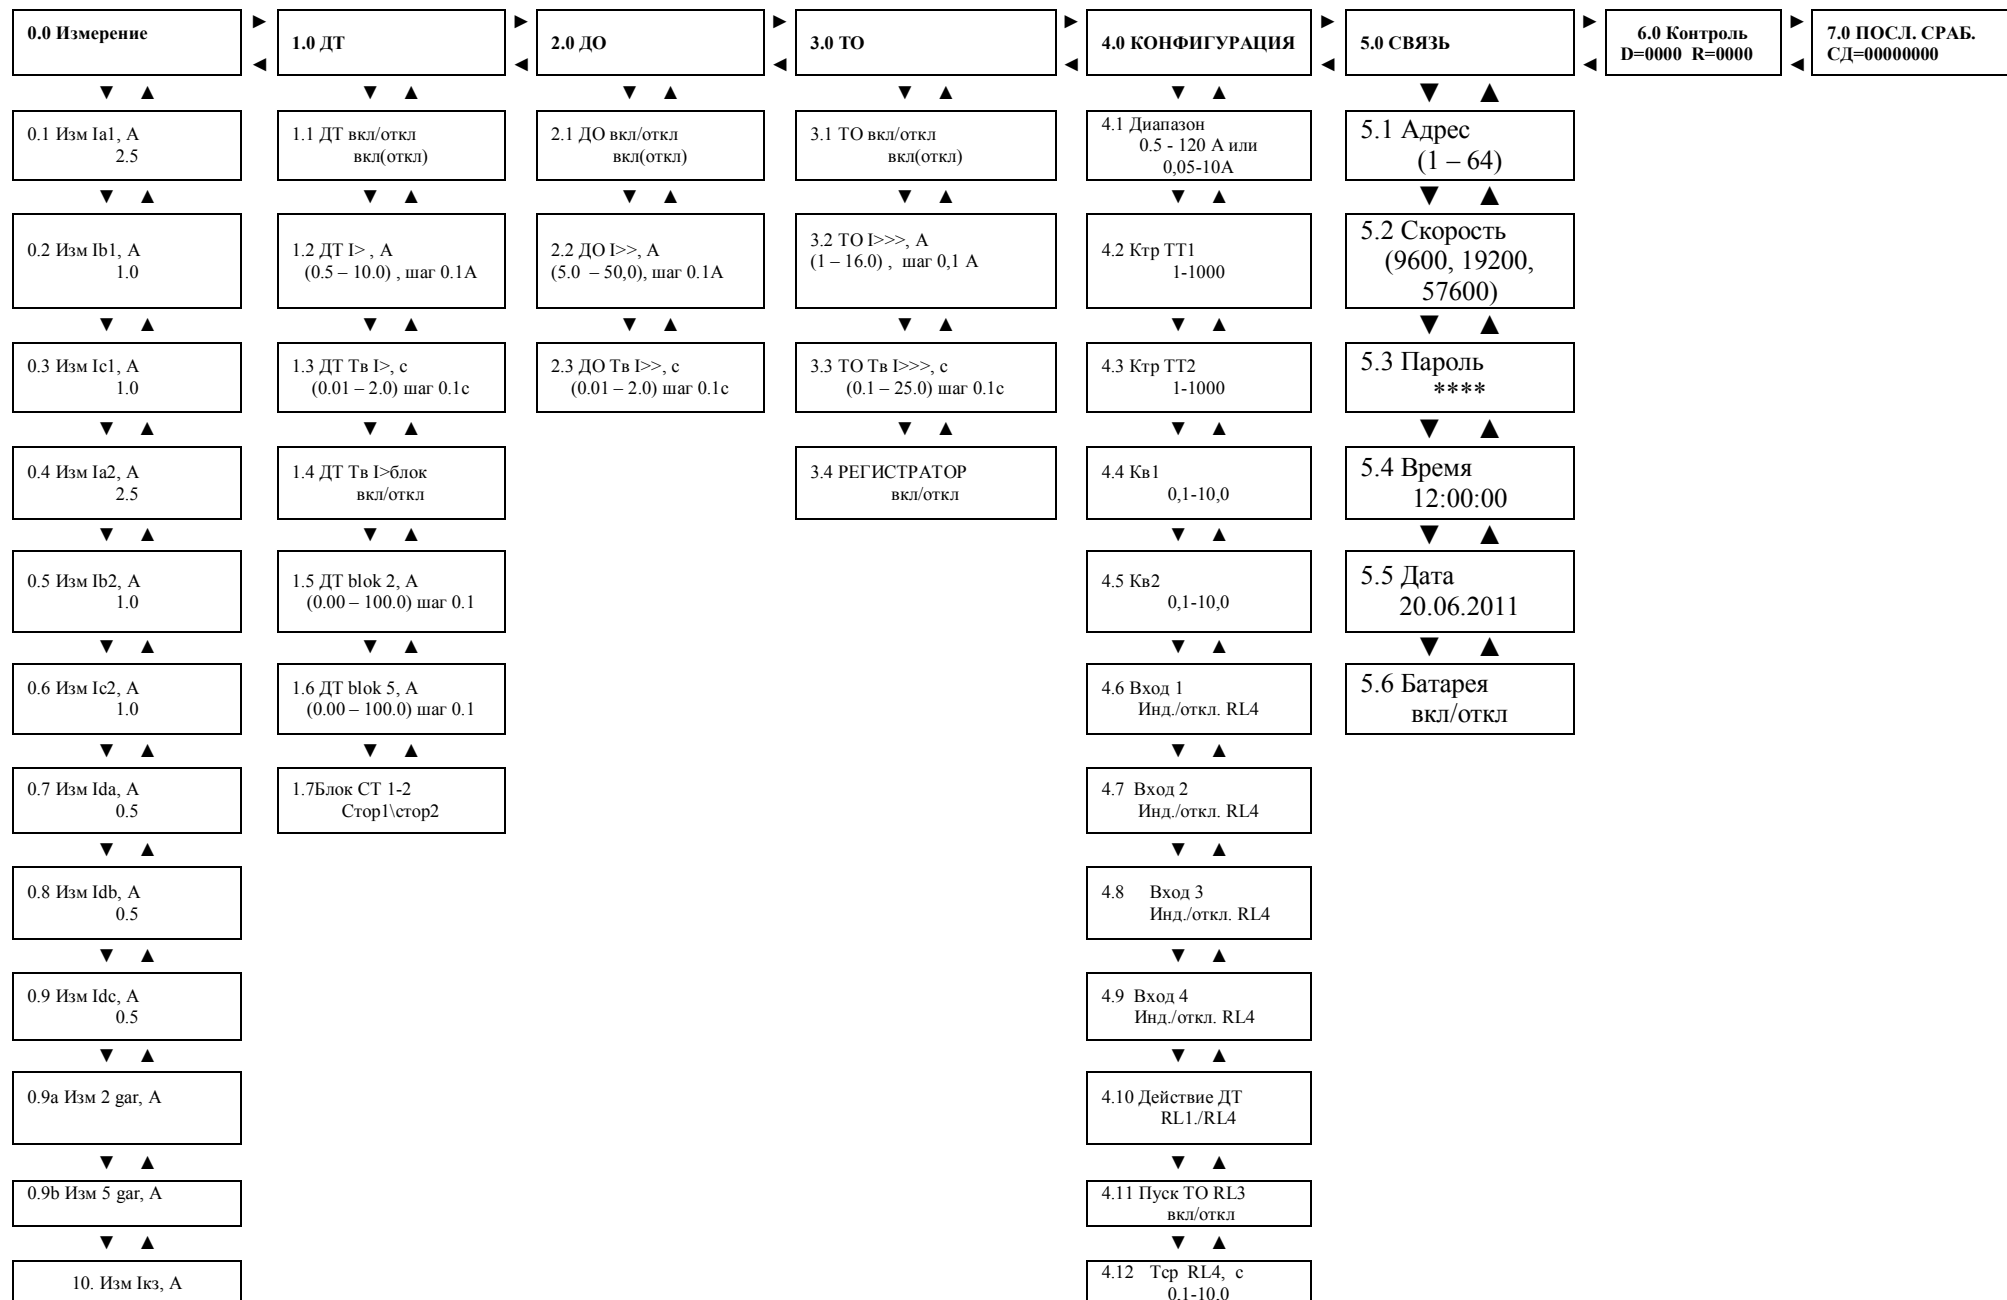 0.0 Измерение
1.0 ДТ
2.0 ДО
3.0 ТО
4.0 КОНФИГУРАЦИЯ
5.0 СВЯЗЬ
6.0 Контроль
D=0000 R=0000
7.0 ПОСЛ. СРАБ.
СД=00000000
0.1 Изм Ia1, А
2.5
0.2 Изм Ib1, А
1.0
0.3 Изм Ic1, А
1.0
0.4 Изм Ia2, А
2.5
0.5 Изм Ib2, А
1.0
0.6 Изм Ic2, А
1.0
0.7 Изм Ida, А
0.5
0.8 Изм Idb, А
0.5
0.9 Изм Idc, А
0.5
0.9a Изм 2 gar, А
0.9b Изм 5 gar, А
10. Изм Iкз, А
1.1 ДТ вкл/откл
вкл(откл)
1.2 ДТ I> , А
(0.5 – 10.0) , шаг 0.1А
1.3 ДТ Тв I>, с
(0.01 – 2.0) шаг 0.1с
1.4 ДТ Тв I>блок
вкл/откл
1.5 ДТ blok 2, А
(0.00 – 100.0) шаг 0.1
1.6 ДТ blok 5, А
(0.00 – 100.0) шаг 0.1
1.7Блок СТ 1-2
Стор1\стор2
2.1 ДО вкл/откл
вкл(откл)
2.2 ДО I>>, А
(5.0 – 50,0), шаг 0.1А
2.3 ДО Тв I>>, с
(0.01 – 2.0) шаг 0.1с
3.1 ТО вкл/откл
вкл(откл)
3.2 ТО I>>>, А
(1 – 16.0) , шаг 0,1 А
3.3 ТО Тв I>>>, с
(0.1 – 25.0) шаг 0.1с
3.4 РЕГИСТРАТОР
вкл/откл
4.1 Диапазон
0.5 - 120 А или
0,05-10А
4.2 Ктр ТТ1
1-1000
4.3 Ктр ТТ2
1-1000
4.4 Кв1
0,1-10,0
4.5 Кв2
0,1-10,0
4.6 Вход 1
Инд./откл. RL4
4.7 Вход 2
Инд./откл. RL4
4.8 Вход 3
Инд./откл. RL4
4.9 Вход 4
Инд./откл. RL4
4.10 Действие ДТ
RL1./RL4
4.11 Пуск ТО RL3
вкл/откл
4.12 Тср RL4, с
0,1-10,0
5.1 Адрес
(1 – 64)
5.2 Скорость
(9600, 19200,
57600)
5.3 Пароль
****
5.4 Время
12:00:00
5.5 Дата
20.06.2011
5.6 Батарея
вкл/откл